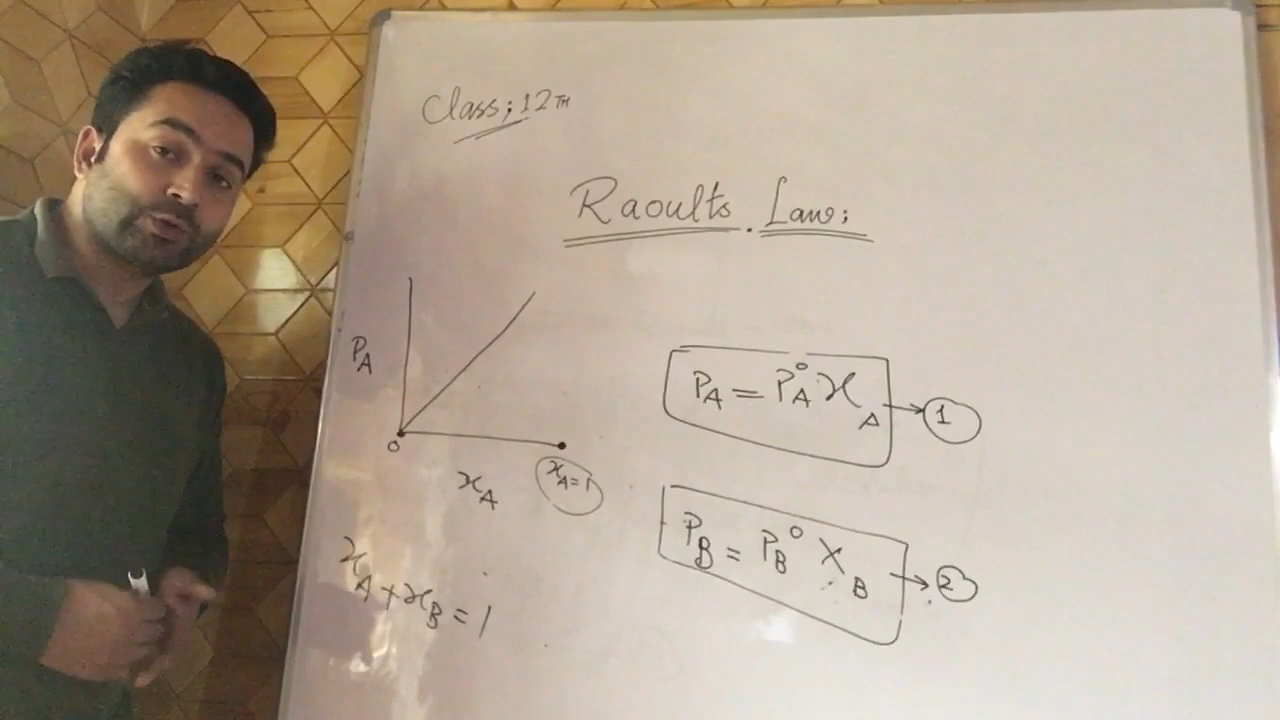 Class; 12TH
Raoults. Law;
PA
O
xA
xA=1
xA+xB=1
PA = P°A xA → 1
PB = P°B XB → 2